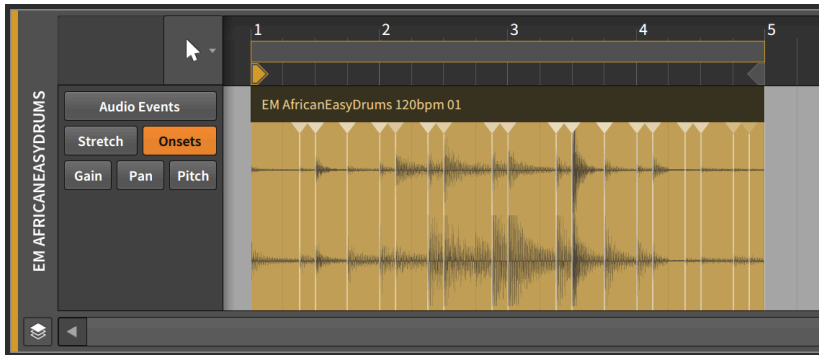 1 2 3 4 5
EM AFRICANEASYDRUMS
Audio Events
EM AfricanEasyDrums 120bpm 01
Stretch Onsets
Gain Pan Pitch